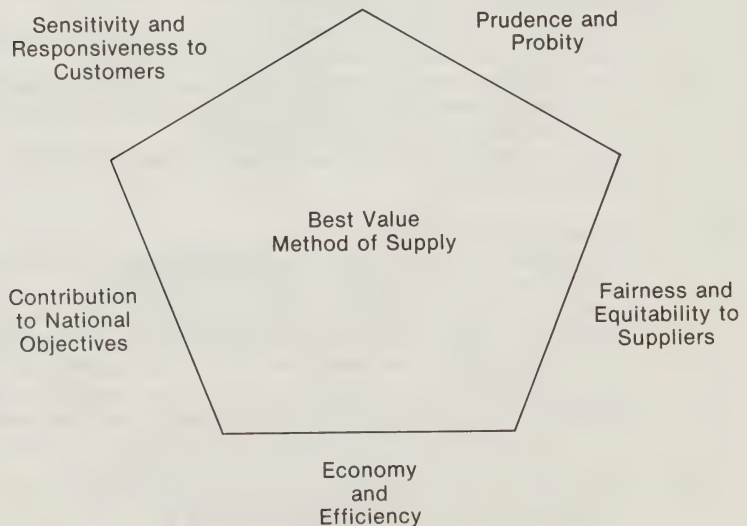 Sensitivity and
Responsiveness to
Customers
Prudence and
Probity
Best Value
Method of Supply
Contribution
to National
Objectives
Fairness and
Equitability to
Suppliers
Economy
and
Efficiency